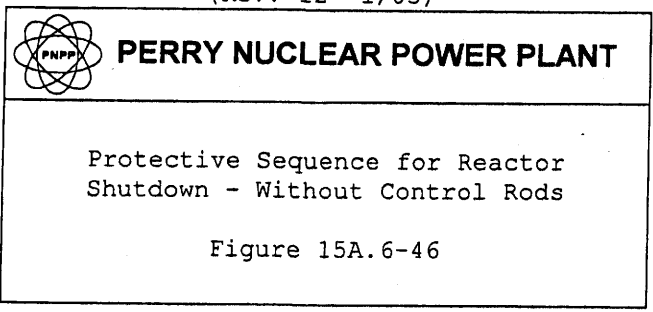 PNPP
PERRY NUCLEAR POWER PLANT
Protective Sequence for Reactor
Shutdown - Without Control Rods
Figure 15A.6-46